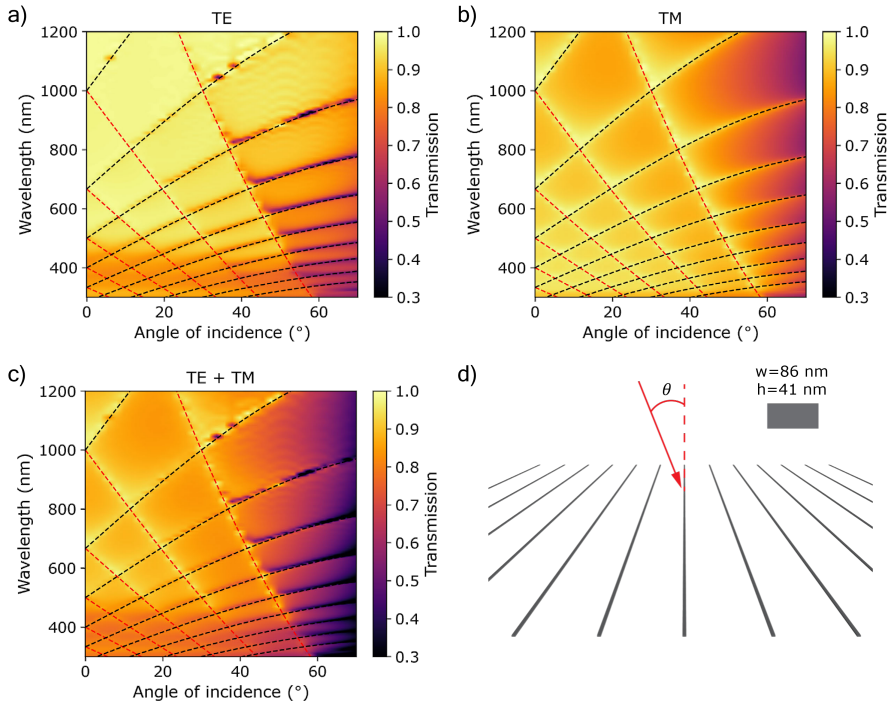 a)
TE
1200
1000
800
600
400
0
20
40
60
Wavelength (nm)
Angle of incidence (°)
1.0
0.9
0.8
0.7
0.6
0.5
0.4
0.3
Transmission
b)
TM
1200
1000
800
600
400
0
20
40
60
Wavelength (nm)
Angle of incidence (°)
1.0
0.9
0.8
0.7
0.6
0.5
0.4
0.3
Transmission
c)
TE + TM
1200
1000
800
600
400
0
20
40
60
Wavelength (nm)
Angle of incidence (°)
1.0
0.9
0.8
0.7
0.6
0.5
0.4
0.3
Transmission
d)
θ
w=86 nm
h=41 nm